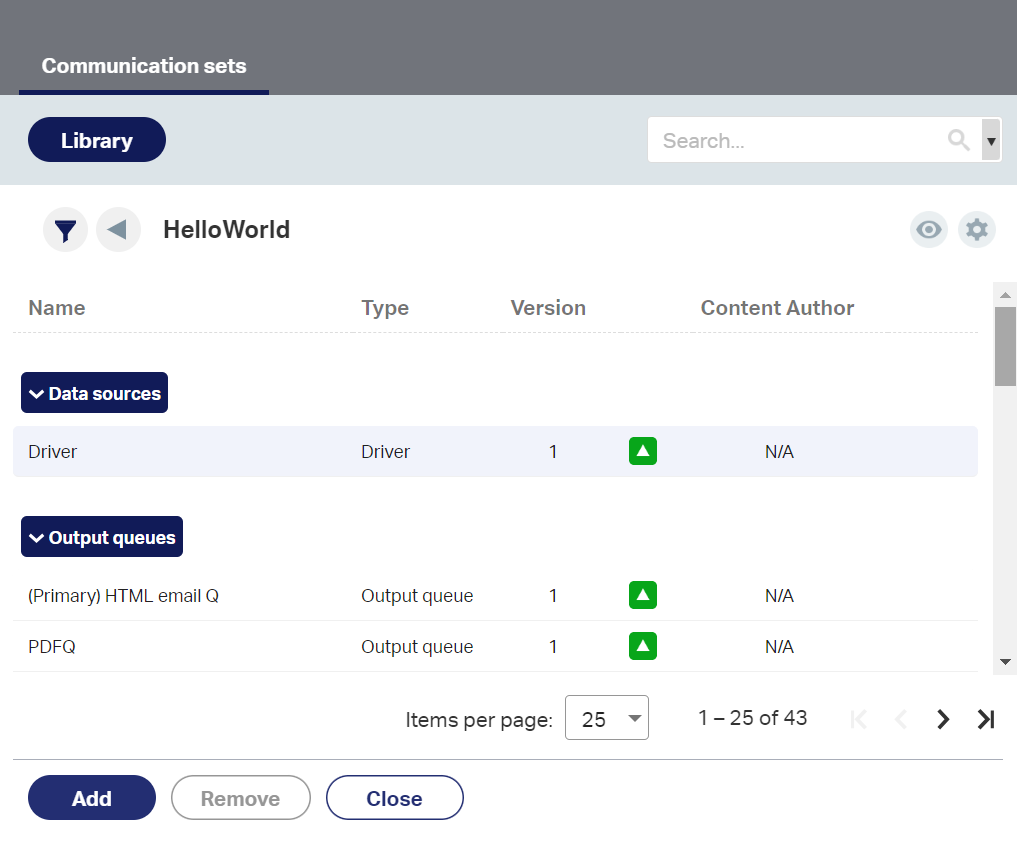 Communication sets
Library
Search...
HelloWorld
Name Type Version Content Author
Data sources
Driver Driver 1 N/A
Output queues
(Primary) HTML email Q Output queue 1 N/A
PDFQ Output queue 1 N/A
Items per page: 25 1 – 25 of 43
Add Remove Close